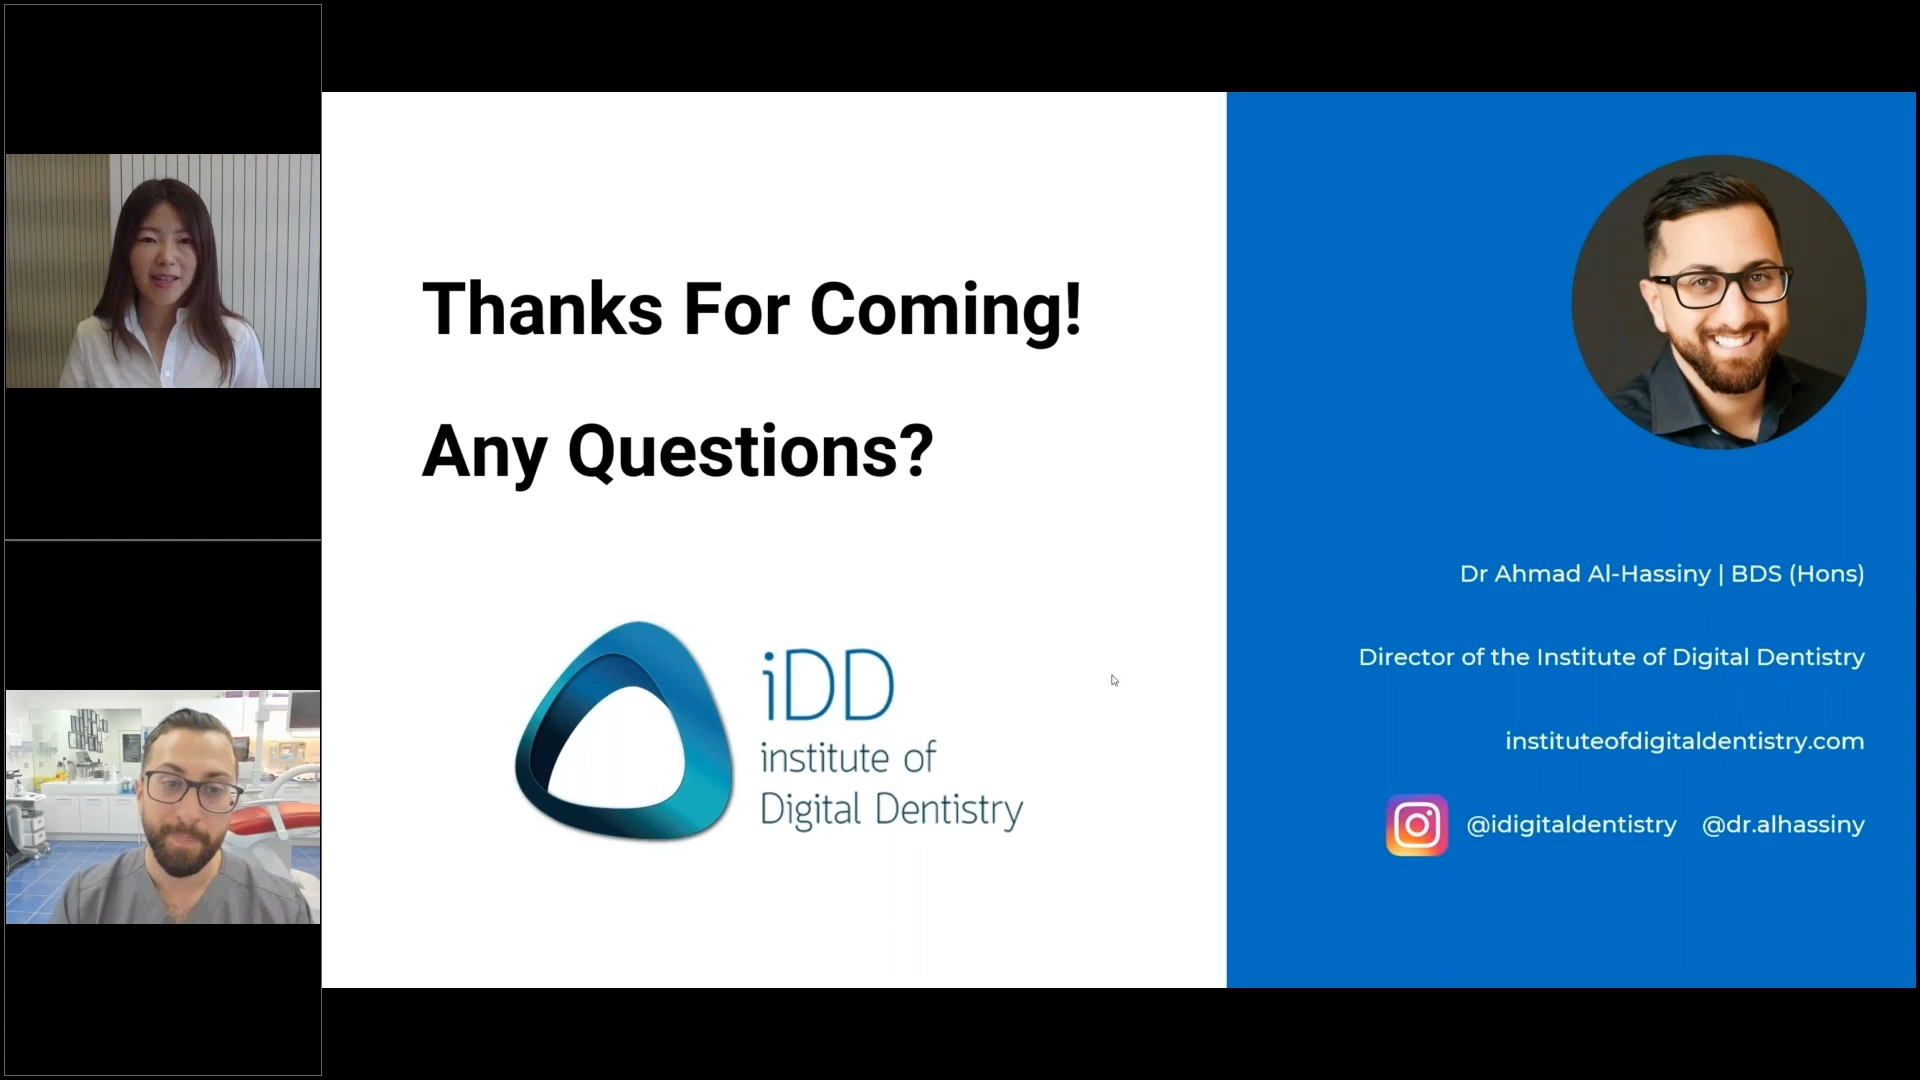 Thanks For Coming!
Any Questions?
iDD
institute of
Digital Dentistry
Dr Ahmad Al-Hassiny | BDS (Hons)
Director of the Institute of Digital Dentistry
instituteofdigitaldentistry.com
@idigitaldentistry @dr.alhassiny